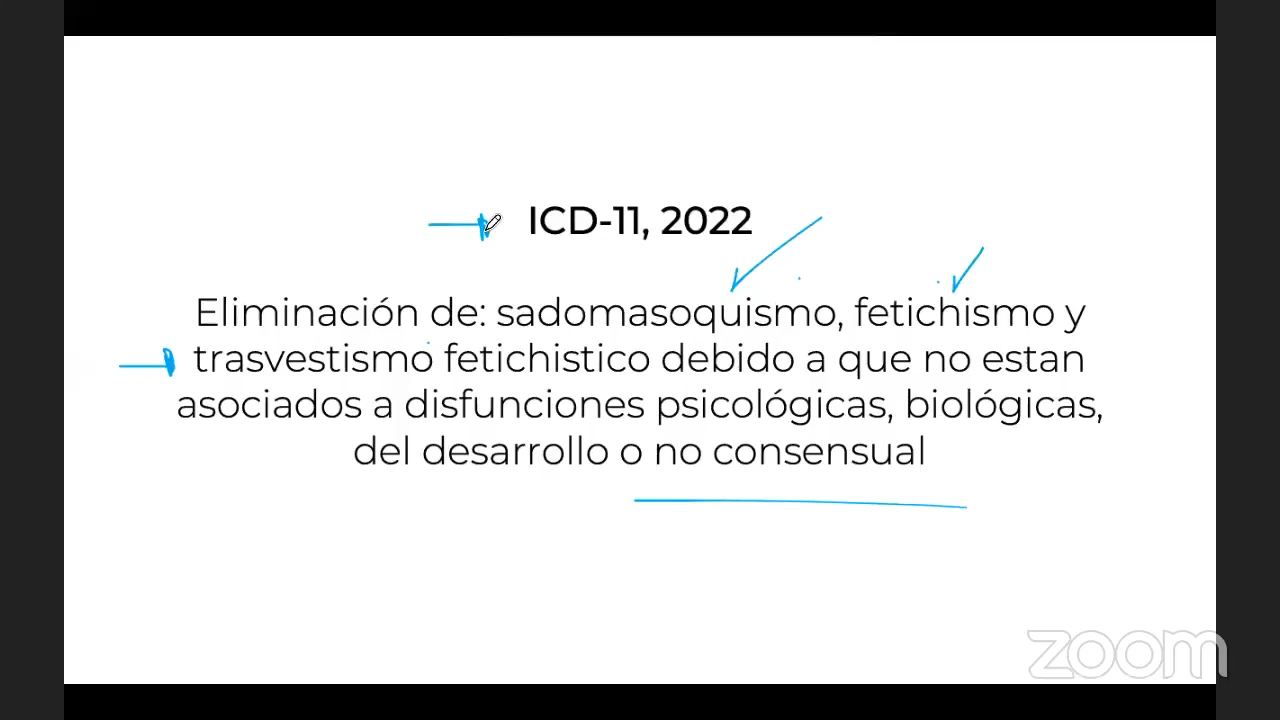 ICD-11, 2022
Eliminación de: sadomasoquismo, fetichismo y
trasvestismo fetichistico debido a que no estan
asociados a disfunciones psicológicas, biológicas,
del desarrollo o no consensual
zoom